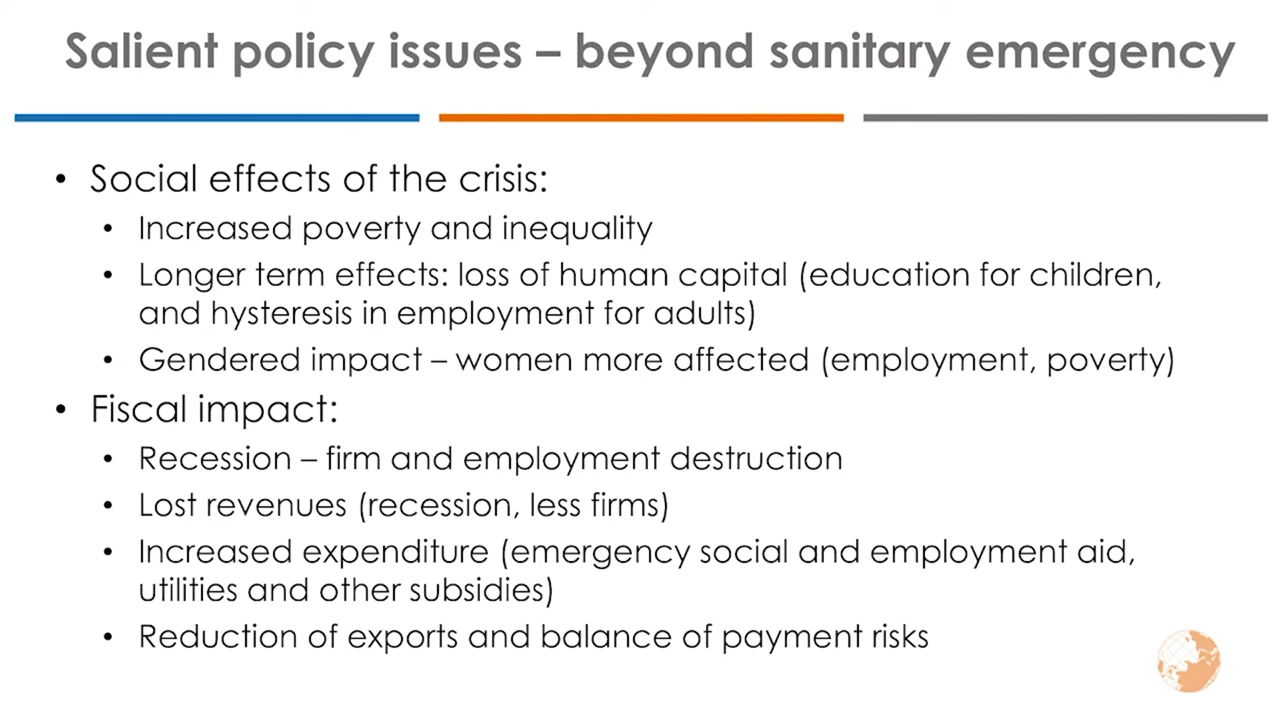 Salient policy issues – beyond sanitary emergency
• Social effects of the crisis:
• Increased poverty and inequality
• Longer term effects: loss of human capital (education for children,
and hysteresis in employment for adults)
• Gendered impact – women more affected (employment, poverty)
• Fiscal impact:
• Recession – firm and employment destruction
• Lost revenues (recession, less firms)
• Increased expenditure (emergency social and employment aid,
utilities and other subsidies)
• Reduction of exports and balance of payment risks